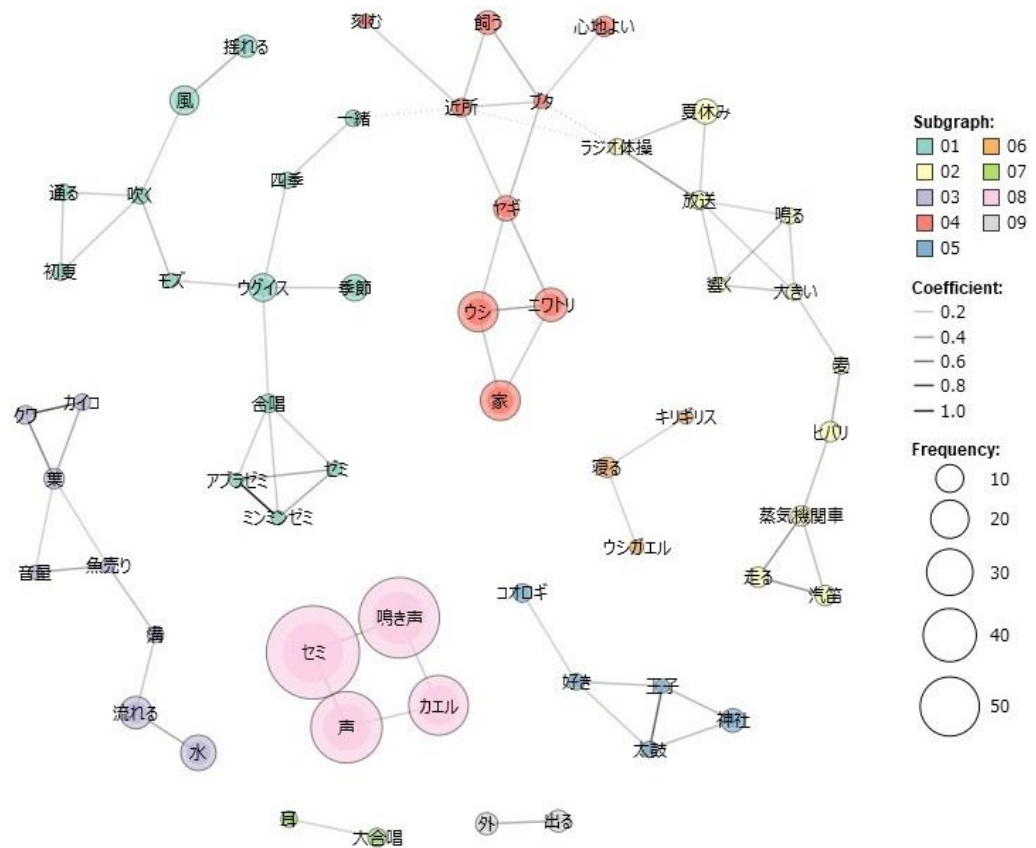 刻む
飼う
心地よい
揺れる
風
一緒
近所
ブタ
夏休み
ラジオ体操
四季
通る
吹く
放送
鳴る
ヤギ
初夏
モズ
ウグイス
季節
響く
大きい
ウシ
ニワトリ
麦
家
クワ
カイコ
合唱
キリギリス
ヒバリ
葉
アブラゼミ
ゼミ
寝る
ミンミンゼミ
蒸気機関車
ウシガエル
音量
魚売り
走る
汽笛
コオロギ
鳴き声
溝
セミ
好き
王子
流れる
カエル
神社
声
太鼓
水
耳
大合唱
外
出る
Subgraph:
01 06
02 07
03 08
04 09
05
Coefficient:
0.2
0.4
0.6
0.8
1.0
Frequency:
10
20
30
40
50